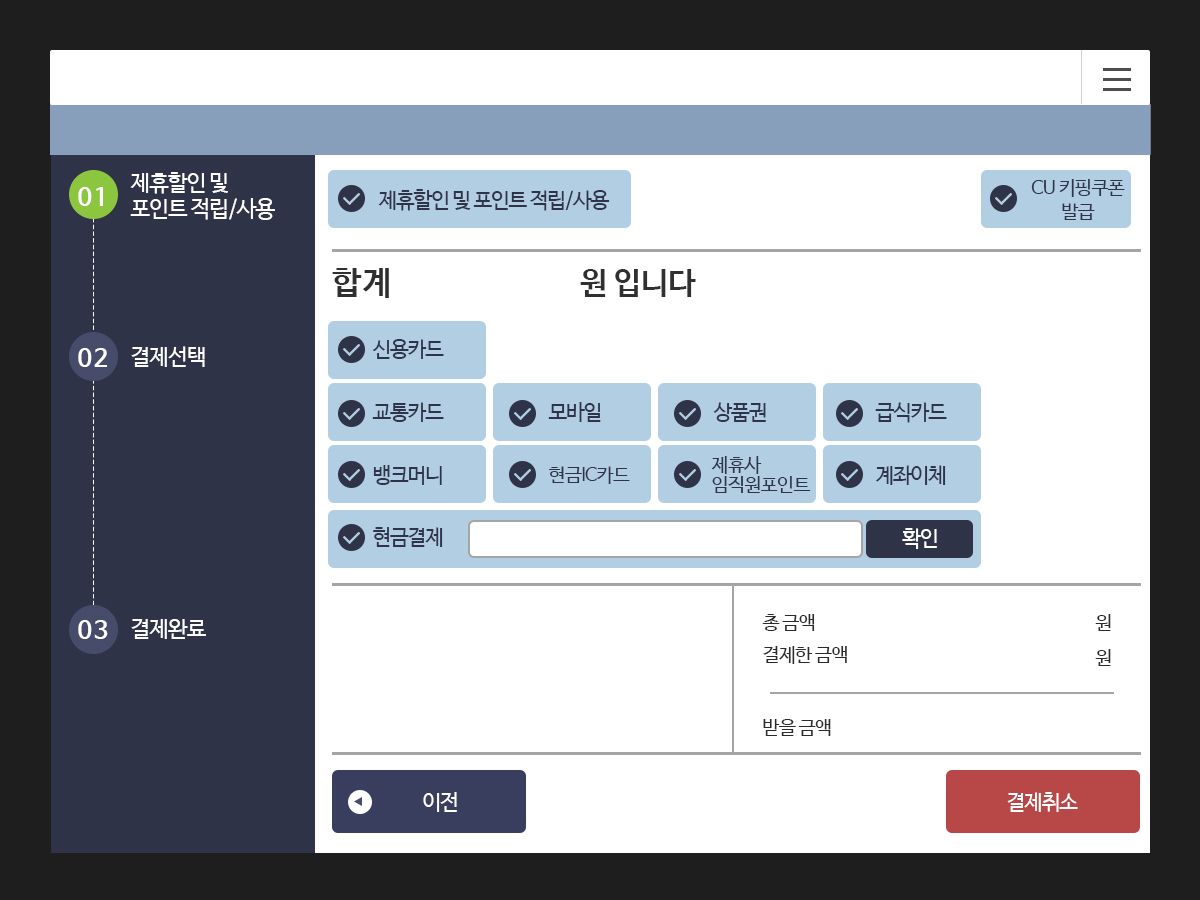 01
제휴할인 및
포인트 적립/사용
02
결제선택
03
결제완료
제휴할인 및 포인트 적립/사용
CU 키핑쿠폰
발급
합계 원 입니다
신용카드
교통카드
모바일
상품권
급식카드
뱅크머니
현금IC카드
제휴사
임직원포인트
계좌이체
현금결제
확인
총 금액 원
결제한 금액 원
받을 금액
이전
결제취소